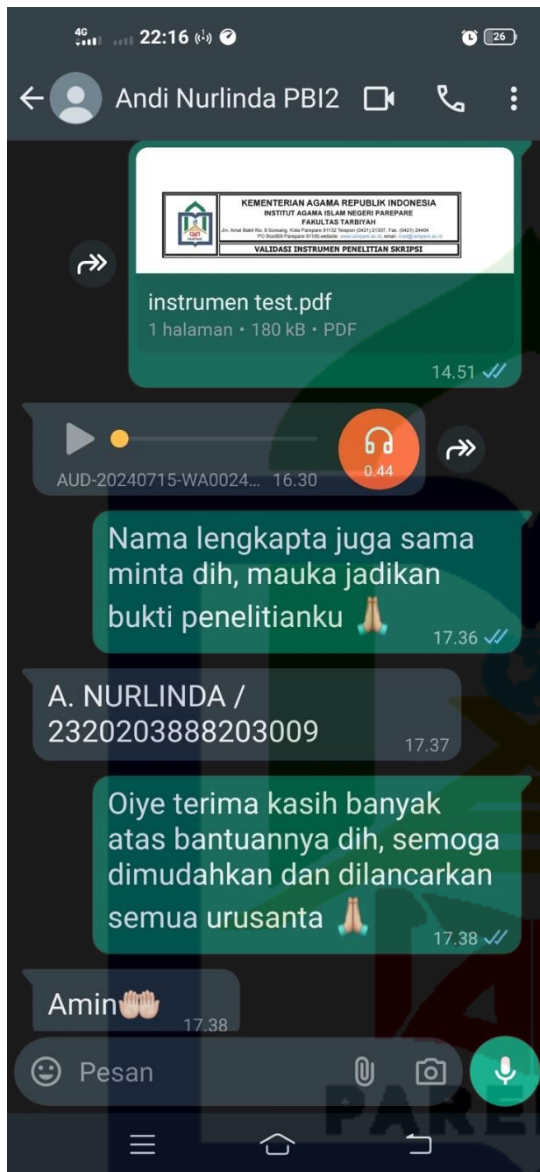 4G
22:16
26
Andi Nurlinda PBI2
KEMENTERIAN AGAMA REPUBLIK INDONESIA
INSTITUT AGAMA ISLAM NEGERI PAREPARE
FAKULTAS TARBIYAH
VALIDASI INSTRUMEN PENELITIAN SKRIPSI
instrumen test.pdf
1 halaman • 180 kB • PDF
14.51
0.44
AUD-20240715-WA0024... 16.30
Nama lengkapta juga sama
minta dih, mauka jadikan
bukti penelitianku 🙏🏼
17.36
A. NURLINDA /
2320203888203009
17.37
Oiye terima kasih banyak
atas bantuannya dih, semoga
dimudahkan dan dilancarkan
semua urusanta 🙏🏼
17.38
Amin🤲🏻
17.38
Pesan